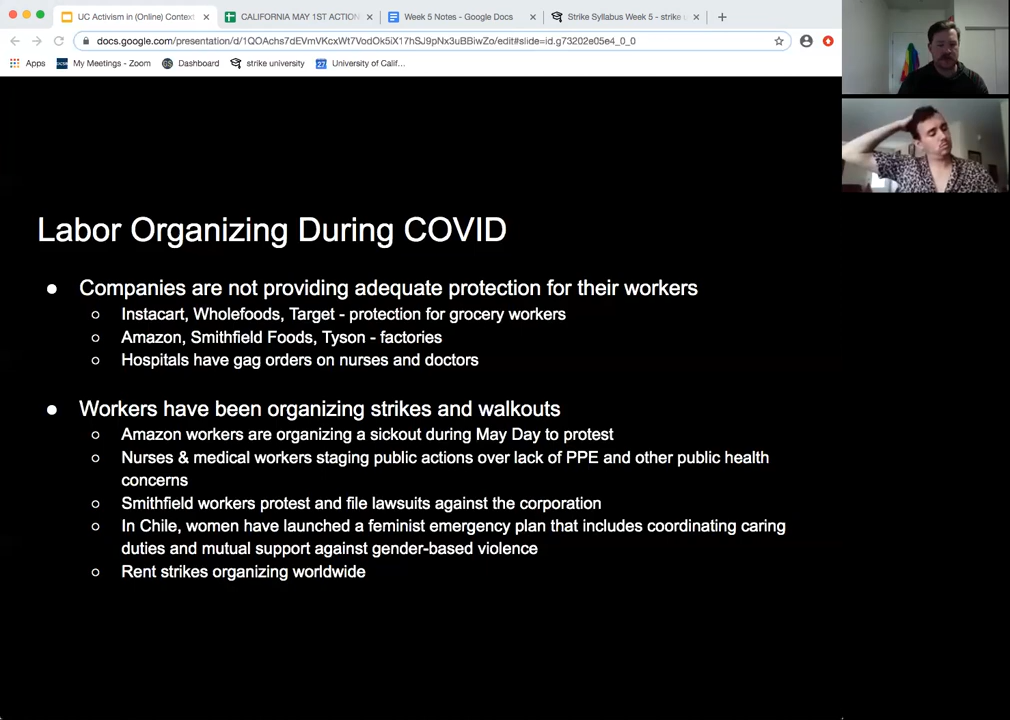 UC Activism in (Online) Context
CALIFORNIA MAY 1ST ACTION
Week 5 Notes - Google Docs
Strike Syllabus Week 5 - strike u
docs.google.com/presentation/d/1QOAchs7dEVmVKcxWt7VodOk5iX17hSJ9pNx3uBBiwZo/edit#slide=id.g73202e05e4_0_0
Apps
My Meetings - Zoom
Dashboard
strike university
27
University of Calif...
Labor Organizing During COVID
● Companies are not providing adequate protection for their workers
○ Instacart, Wholefoods, Target - protection for grocery workers
○ Amazon, Smithfield Foods, Tyson - factories
○ Hospitals have gag orders on nurses and doctors
● Workers have been organizing strikes and walkouts
○ Amazon workers are organizing a sickout during May Day to protest
○ Nurses & medical workers staging public actions over lack of PPE and other public health
concerns
○ Smithfield workers protest and file lawsuits against the corporation
○ In Chile, women have launched a feminist emergency plan that includes coordinating caring
duties and mutual support against gender-based violence
○ Rent strikes organizing worldwide